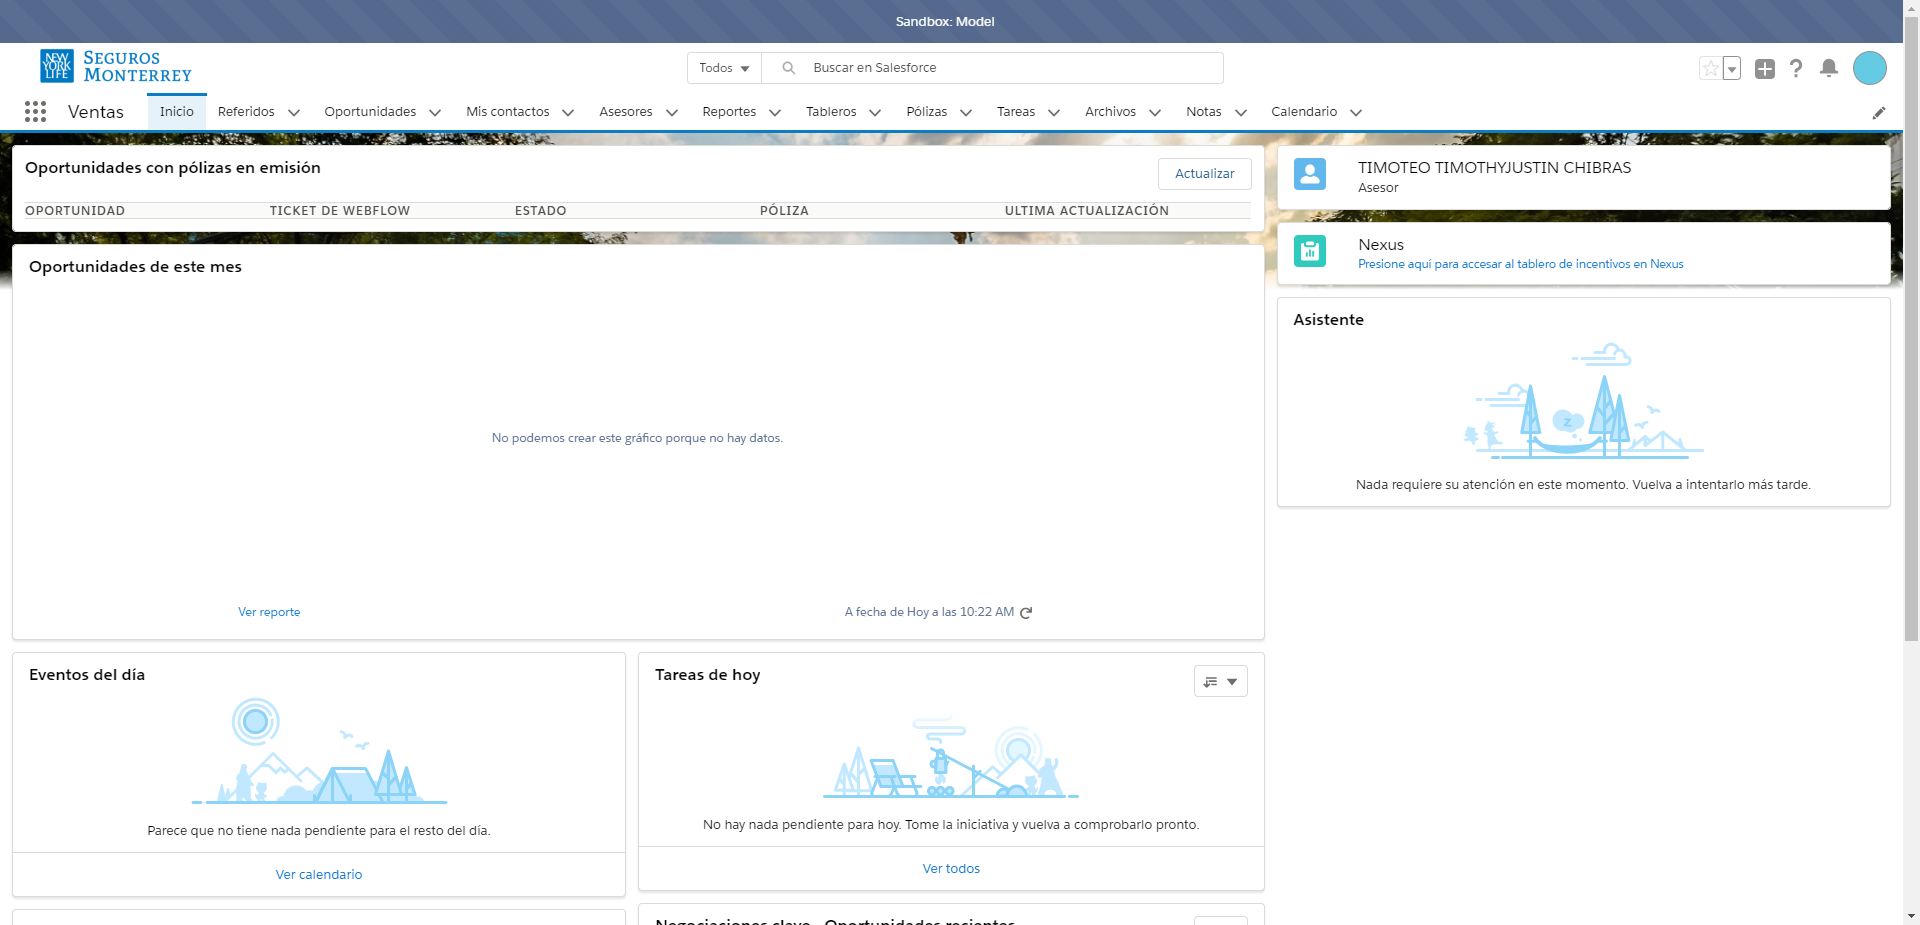 Sandbox: Model
NEW YORK LIFE
SEGUROS MONTERREY
Todos
Buscar en Salesforce
Ventas
Inicio
Referidos
Oportunidades
Mis contactos
Asesores
Reportes
Tableros
Pólizas
Tareas
Archivos
Notas
Calendario
Oportunidades con pólizas en emisión
Actualizar
OPORTUNIDAD
TICKET DE WEBFLOW
ESTADO
PÓLIZA
ULTIMA ACTUALIZACIÓN
TIMOTEO TIMOTHYJUSTIN CHIBRAS
Asesor
Nexus
Presione aquí para accesar al tablero de incentivos en Nexus
Oportunidades de este mes
No podemos crear este gráfico porque no hay datos.
Ver reporte
A fecha de Hoy a las 10:22 AM
Asistente
Z
Nada requiere su atención en este momento. Vuelva a intentarlo más tarde.
Eventos del día
Parece que no tiene nada pendiente para el resto del día.
Ver calendario
Tareas de hoy
No hay nada pendiente para hoy. Tome la iniciativa y vuelva a comprobarlo pronto.
Ver todos
Negociaciones clave - Oportunidades recientes